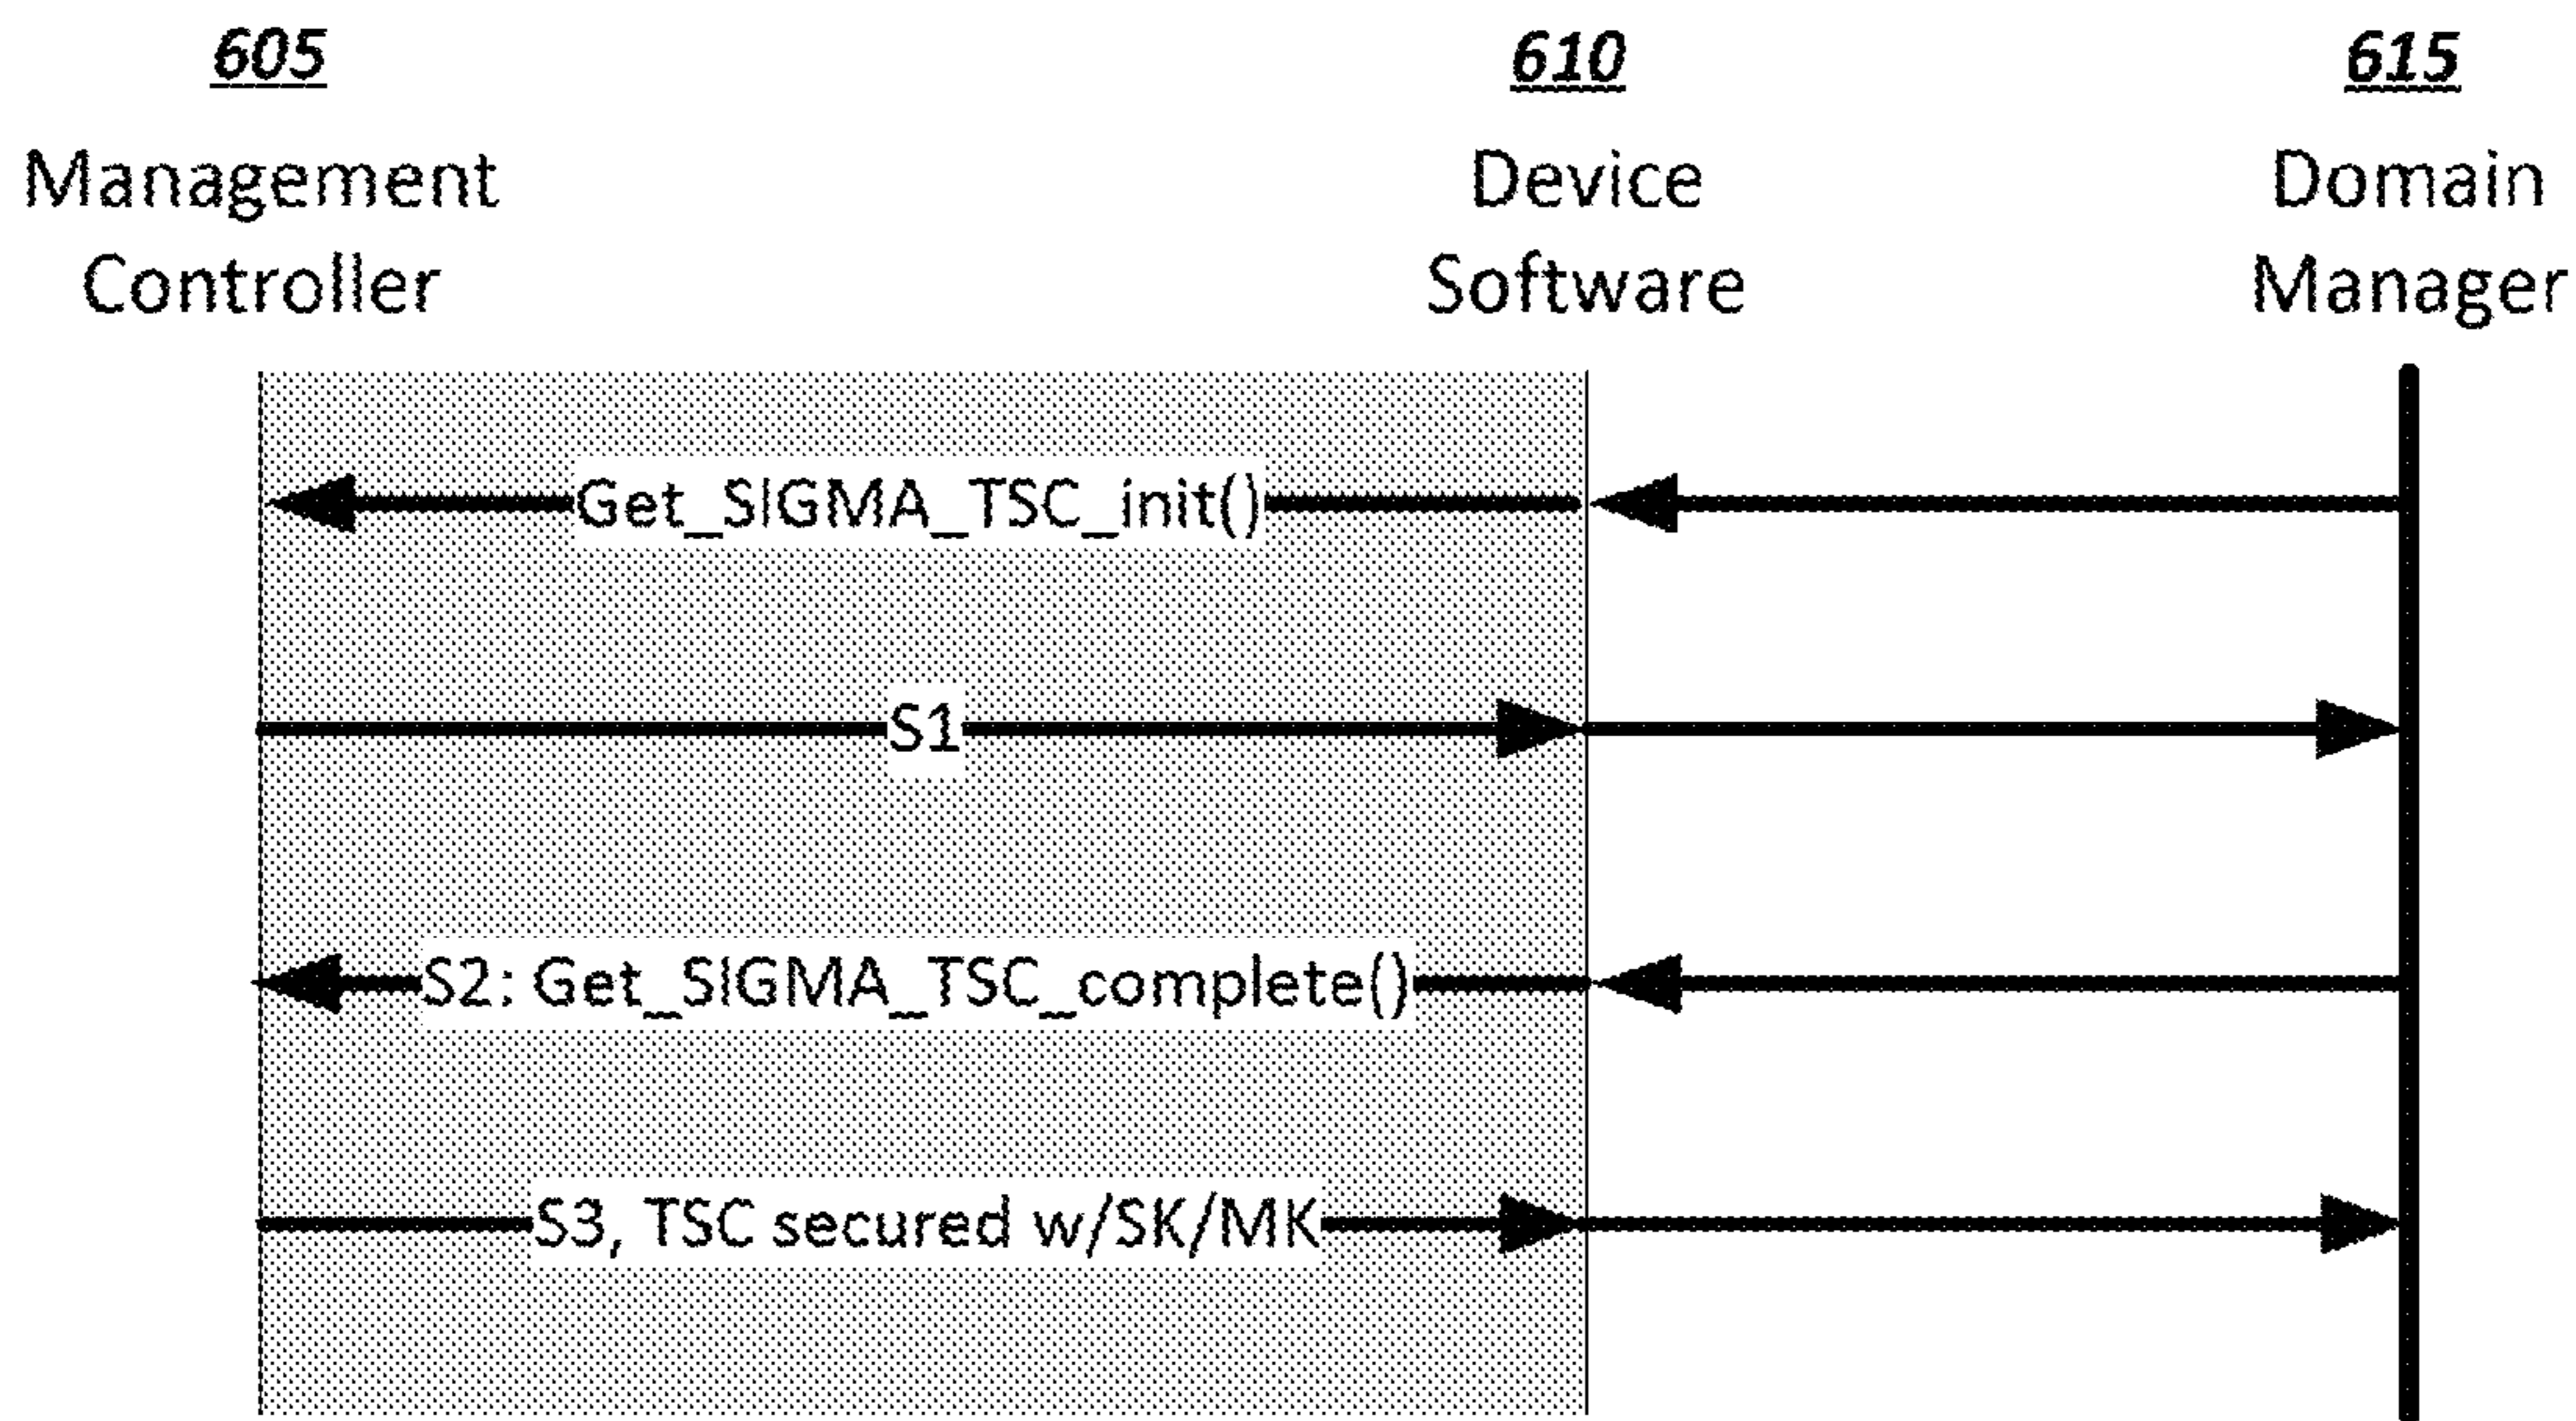 605 610 615
Management Device Domain
Controller Software Manager
Get_SIGMA_TSC_init()
S1
S2: Get_SIGMA_TSC_complete()
S3, TSC secured w/SK/MK